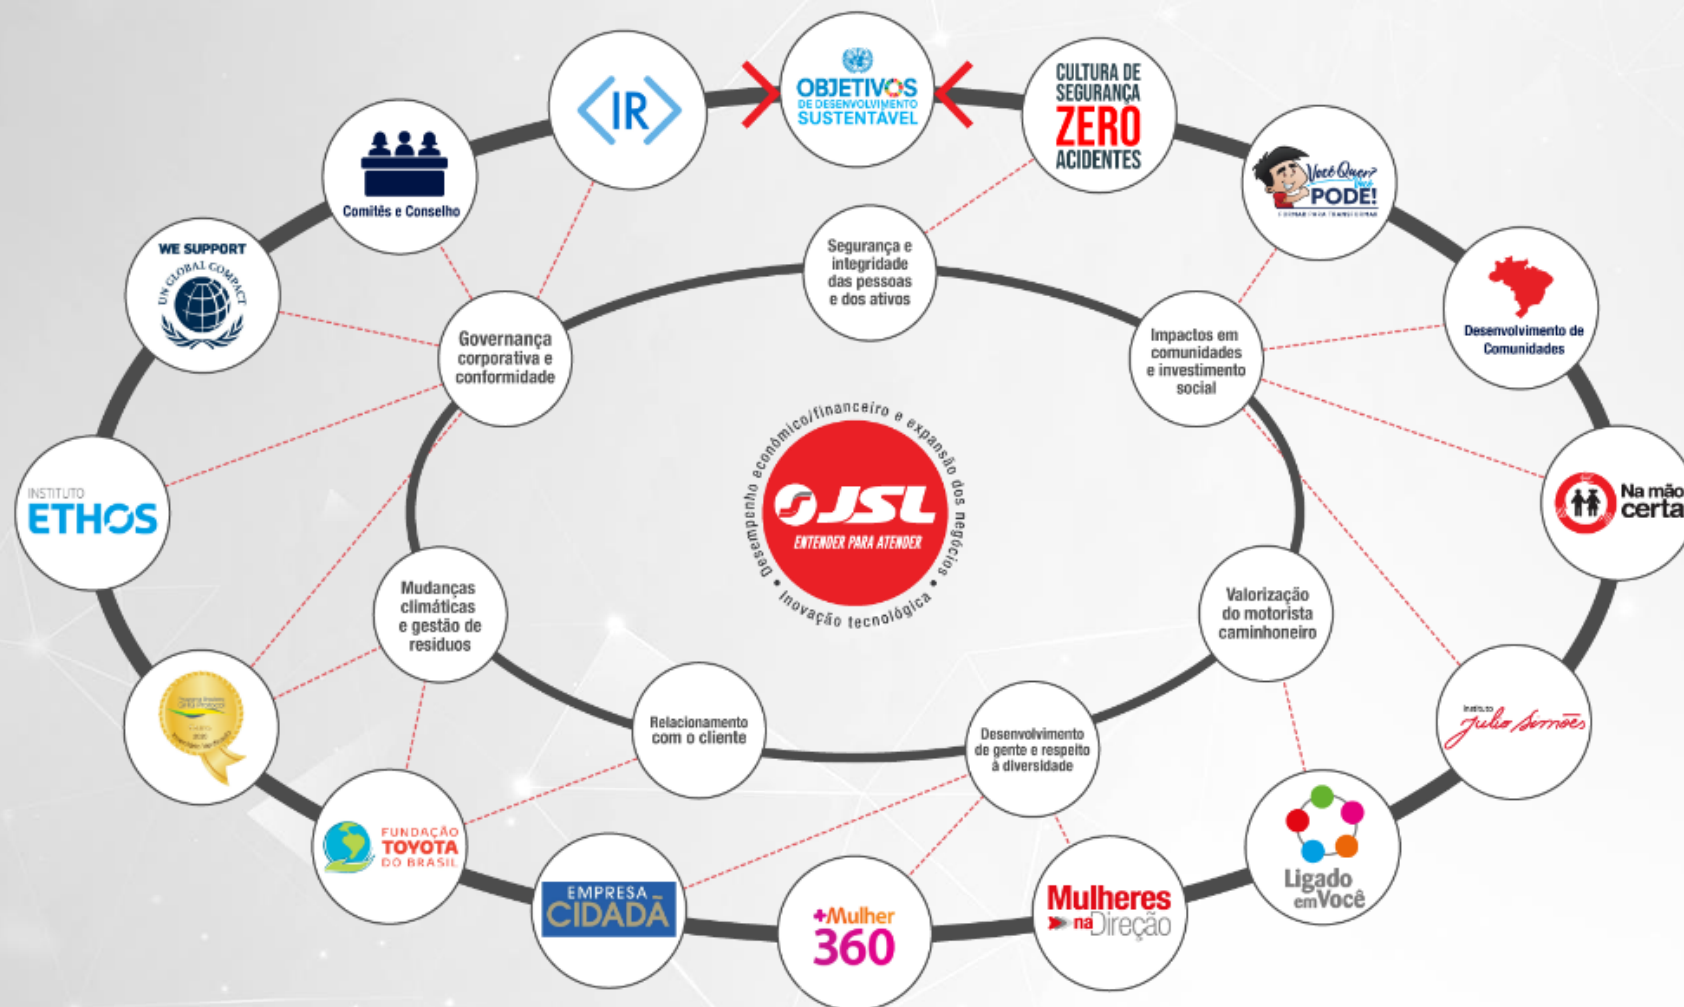 <IR>
OBJETIVOS
DE DESENVOLVIMENTO
SUSTENTÁVEL
CULTURA DE
SEGURANÇA
ZERO
ACIDENTES
Comitês e Conselho
Você Quer?
Você
PODE!
FORMAR PARA TRANSFORMAR
WE SUPPORT
UN GLOBAL COMPACT
Segurança e
integridade
das pessoas
e dos ativos
Desenvolvimento de
Comunidades
Governança
corporativa e
conformidade
Impactos em
comunidades
e investimento
social
INSTITUTO
ETHOS
Desempenho econômico/financeiro e expansão dos negócios • Inovação tecnológica •
JSL
ENTENDER PARA ATENDER
Na mão
certa
Mudanças
climáticas
e gestão de
resíduos
Valorização
do motorista
caminhoneiro
Relacionamento
com o cliente
Desenvolvimento
de gente e respeito
à diversidade
Instituto
Julio Simões
FUNDAÇÃO
TOYOTA
DO BRASIL
EMPRESA
CIDADÃ
+Mulher
360
Mulheres
na Direção
Ligado
em Você